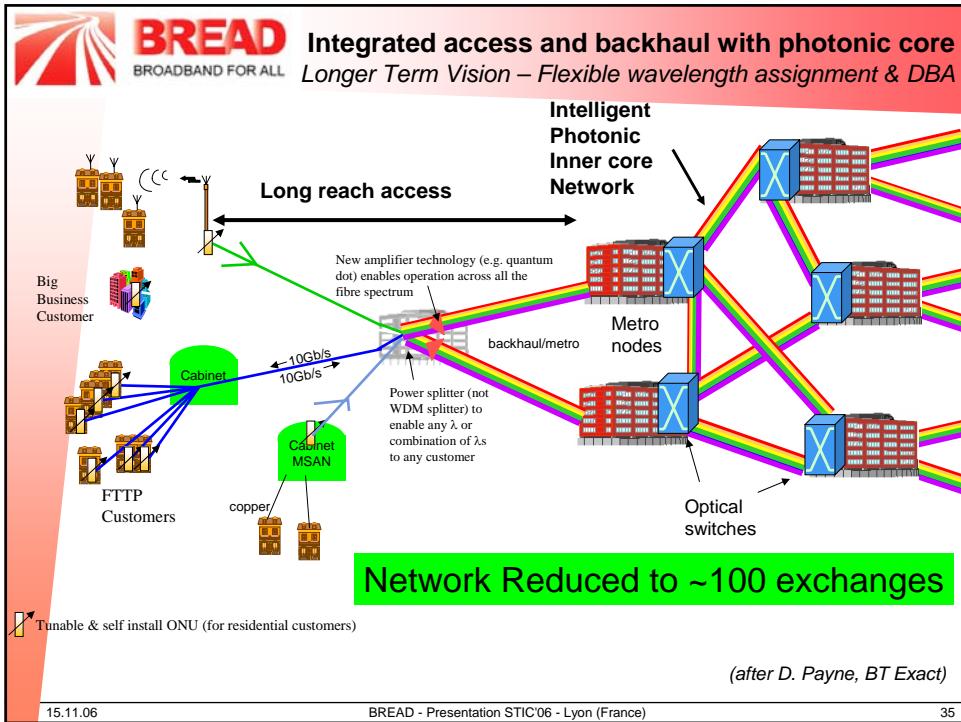 BREAD
BROADBAND FOR ALL
Integrated access and backhaul with photonic core
Longer Term Vision – Flexible wavelength assignment & DBA
Intelligent
Photonic
Inner core
Network
Long reach access
New amplifier technology (e.g. quantum
dot) enables operation across all the
fibre spectrum
Big
Business
Customer
backhaul/metro
Metro
nodes
10Gb/s
10Gb/s
Cabinet
Power splitter (not
WDM splitter) to
enable any λ or
combination of λs
to any customer
Cabinet
MSAN
FTTP
Customers
copper
Optical
switches
Network Reduced to ~100 exchanges
Tunable & self install ONU (for residential customers)
(after D. Payne, BT Exact)
15.11.06
BREAD - Presentation STIC'06 - Lyon (France)
35